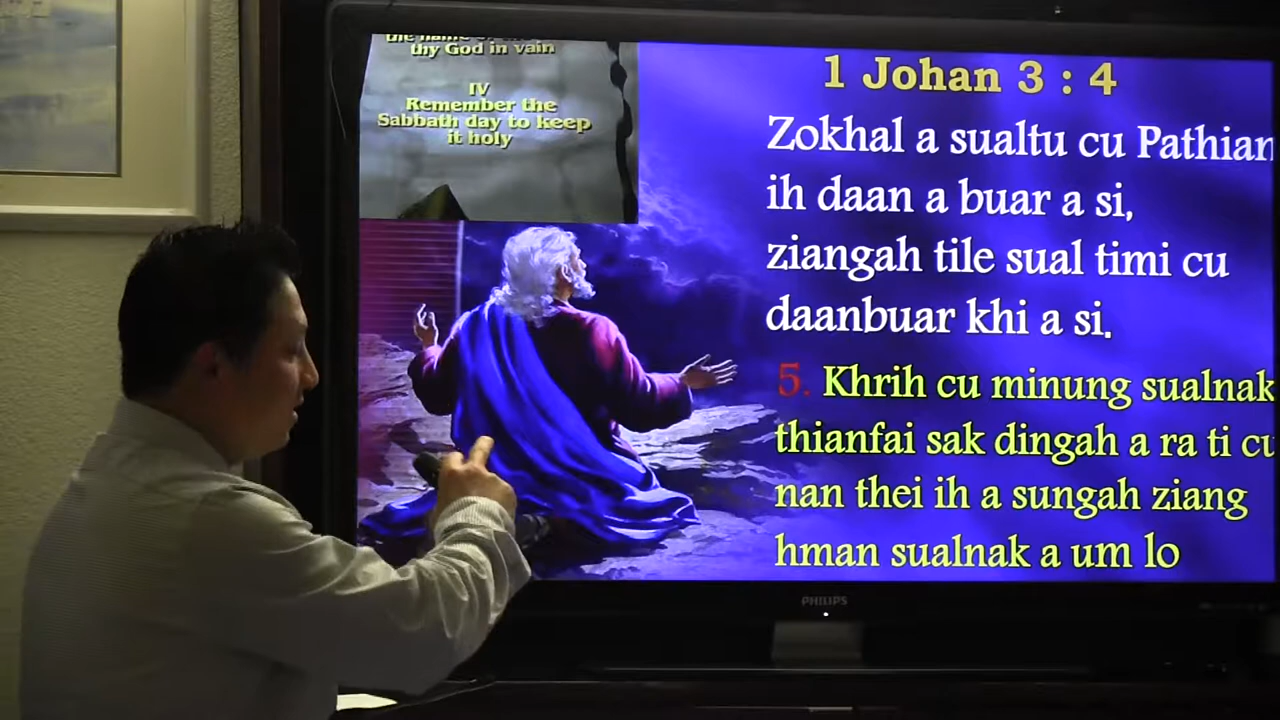 thy God in vain
IV
Remember the
Sabbath day to keep
it holy
1 Johan 3 : 4
Zokhal a sualtu cu Pathian
ih daan a buar a si,
ziangah tile sual timi cu
daanbuar khi a si.
5. Khrih cu minung sualnak
thianfai sak dingah a ra ti cu
nan thei ih a sungah ziang
hman sualnak a um lo
PHILIPS